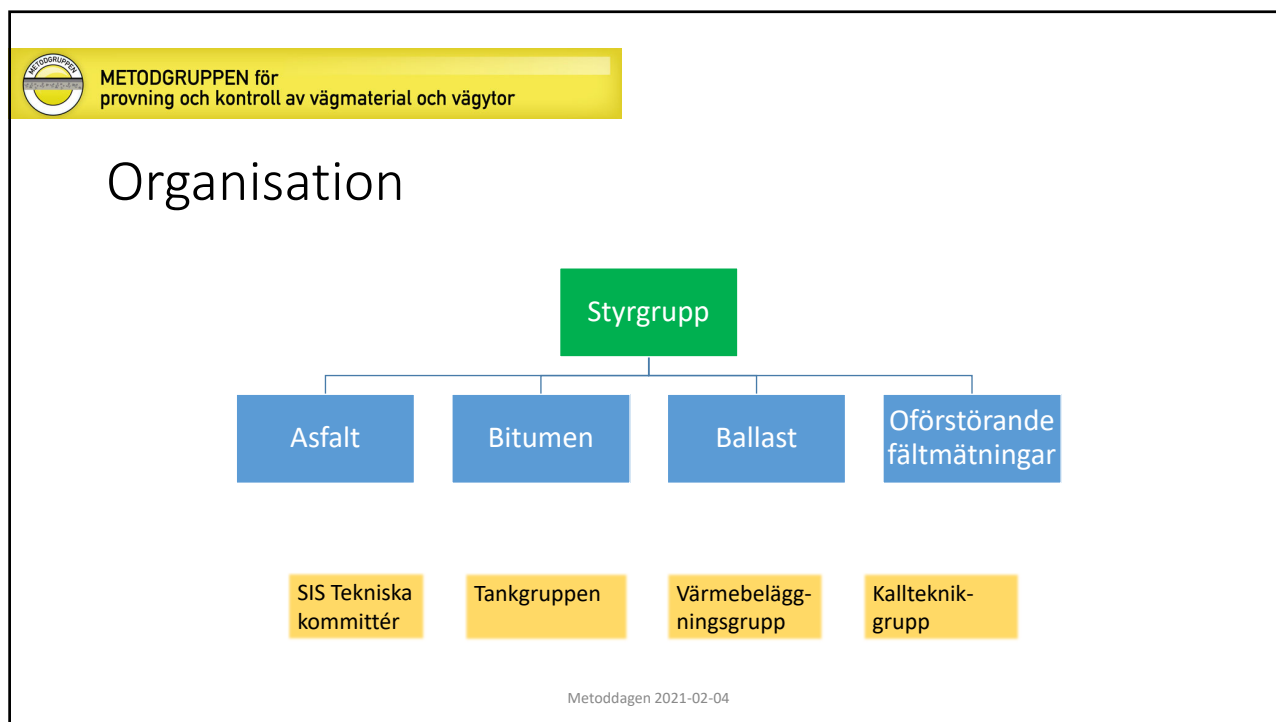 METODGRUPPEN
METODGRUPPEN för
provning och kontroll av vägmaterial och vägytor
Organisation
Styrgrupp
Asfalt
Bitumen
Ballast
Oförstörande
fältmätningar
SIS Tekniska
kommittér
Tankgruppen
Värmebelägg-
ningsgrupp
Kallteknik-
grupp
Metoddagen 2021-02-04